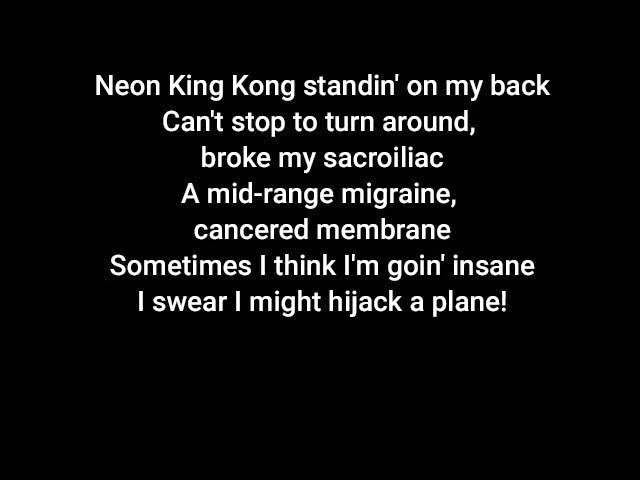 Neon King Kong standin' on my back
Can't stop to turn around,
broke my sacroiliac
A mid-range migraine,
cancered membrane
Sometimes I think I'm goin' insane
I swear I might hijack a plane!